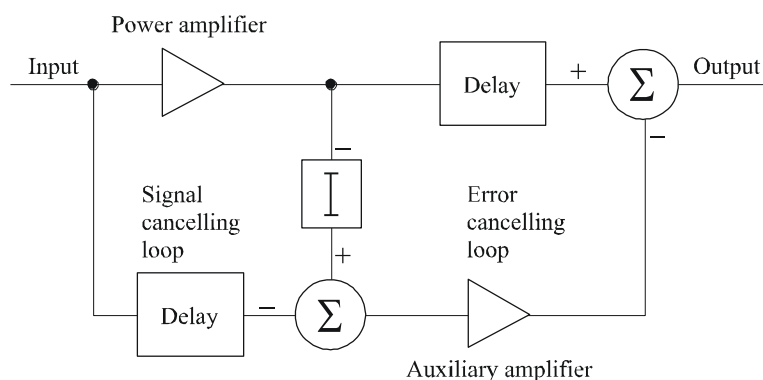 Power amplifier
Input
Delay
+
Σ
Output
−
−
Signal
cancelling
loop
Error
cancelling
loop
+
Delay
−
Σ
Auxiliary amplifier